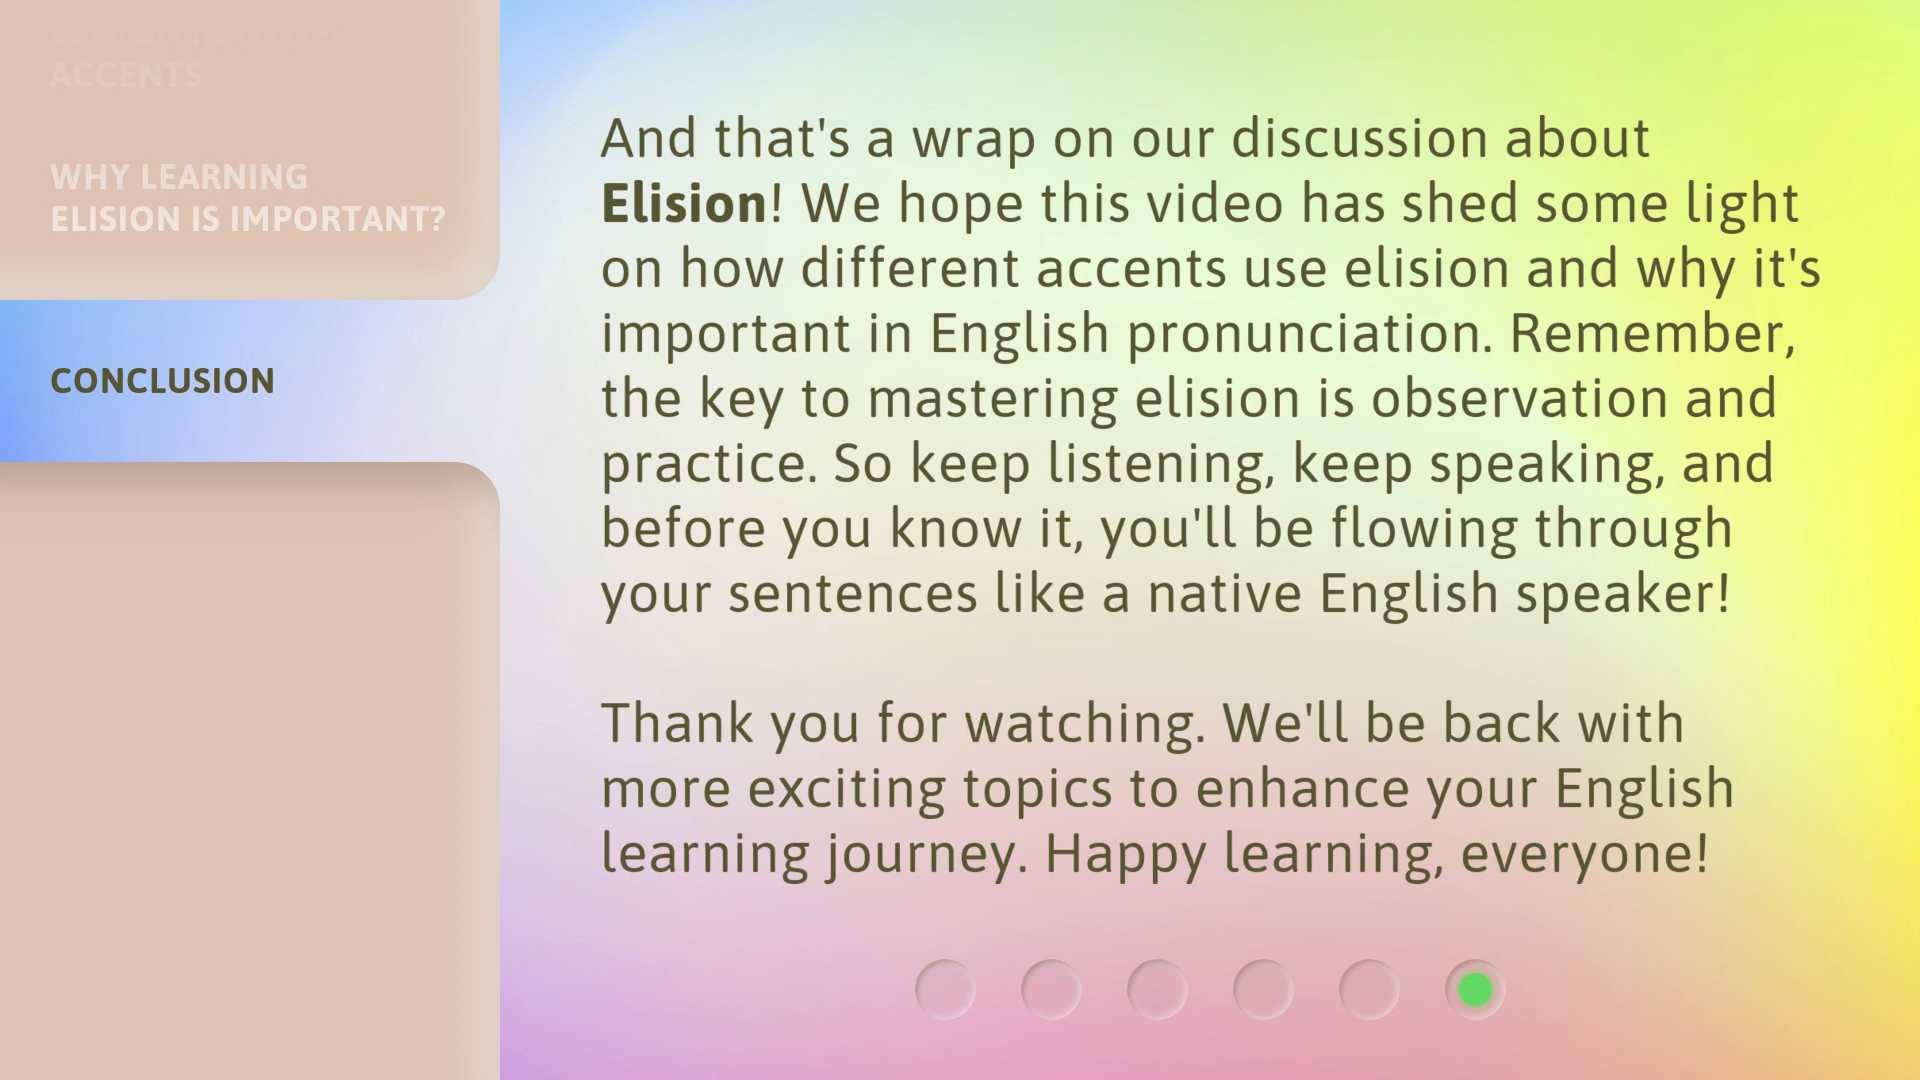 ELISION IN OTHER
ACCENTS
WHY LEARNING
ELISION IS IMPORTANT?
CONCLUSION
And that's a wrap on our discussion about
Elision! We hope this video has shed some light
on how different accents use elision and why it's
important in English pronunciation. Remember,
the key to mastering elision is observation and
practice. So keep listening, keep speaking, and
before you know it, you'll be flowing through
your sentences like a native English speaker!
Thank you for watching. We'll be back with
more exciting topics to enhance your English
learning journey. Happy learning, everyone!